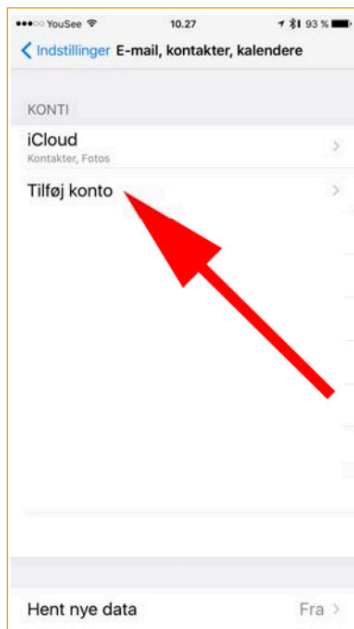 YouSee 10.27 93 %
Indstillinger E-mail, kontakter, kalendere
KONTI
iCloud
Kontakter, Fotos
Tilføj konto
Hent nye data Fra